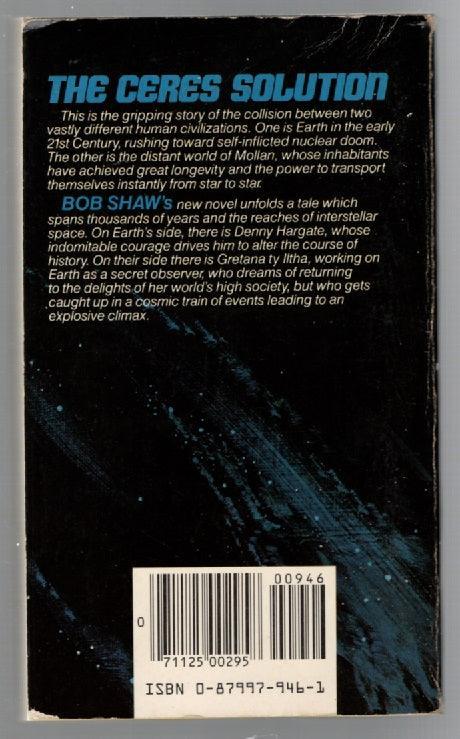 THE CERES SOLUTION
This is the gripping story of the collision between two
vastly different human civilizations. One is Earth in the early
21st Century, rushing toward self-inflicted nuclear doom.
The other is the distant world of Mollan, whose inhabitants
have achieved great longevity and the power to transport
themselves instantly from star to star.
BOB SHAW's new novel unfolds a tale which
spans thousands of years and the reaches of interstellar
space. On Earth's side, there is Denny Hargate, whose
indomitable courage drives him to alter the course of
history. On their side there is Gretana ty Iltha, working on
Earth as a secret observer, who dreams of returning
to the delights of her world's high society, but who gets
caught up in a cosmic train of events leading to an
explosive climax.
00946
0
71125 00295
ISBN 0-87997-946-1